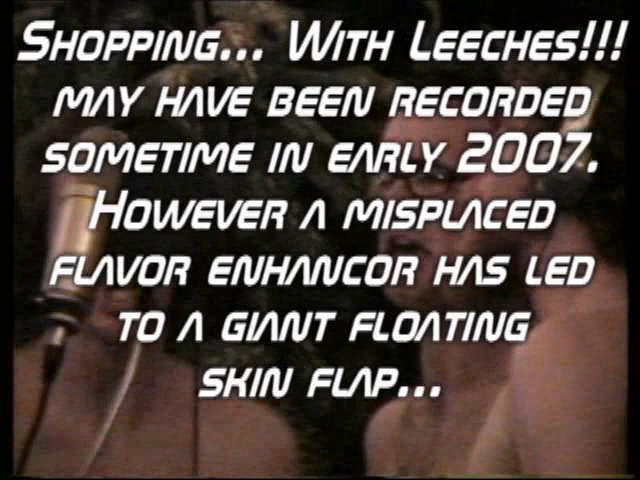 Shopping... With Leeches!!!
may have been recorded
sometime in early 2007.
However a misplaced
flavor enhancor has led
to a giant floating
skin flap...